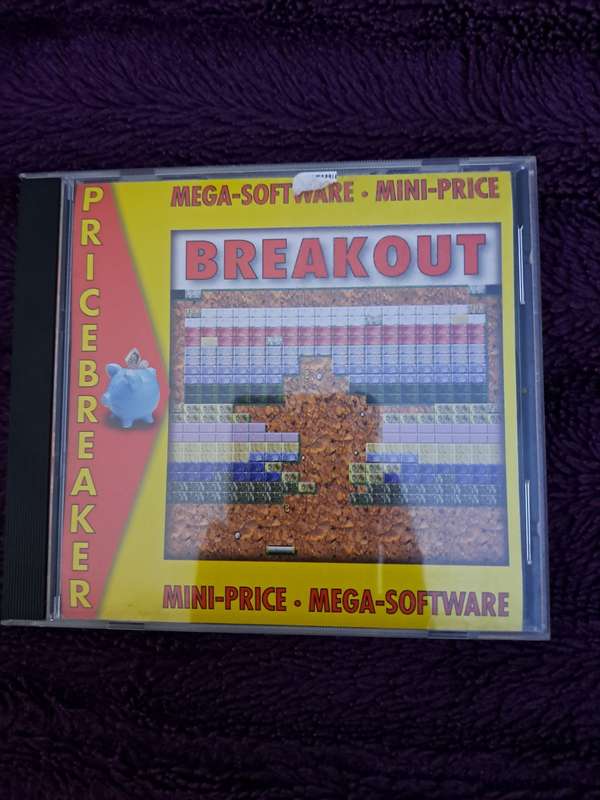 MEGA-SOFTWARE • MINI-PRICE
PRICEBREAKER
BREAKOUT
MINI-PRICE • MEGA-SOFTWARE